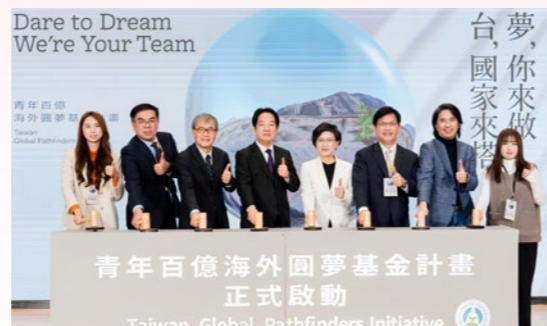 Dare to Dream
We're Your Team
青年百億
海外圓夢基金計畫
Taiwan
Global Pathfinders
夢，你來做
台，國家來搭
青年百億海外圓夢基金計畫
正式啟動
Taiwan Global Pathfinders Initiative